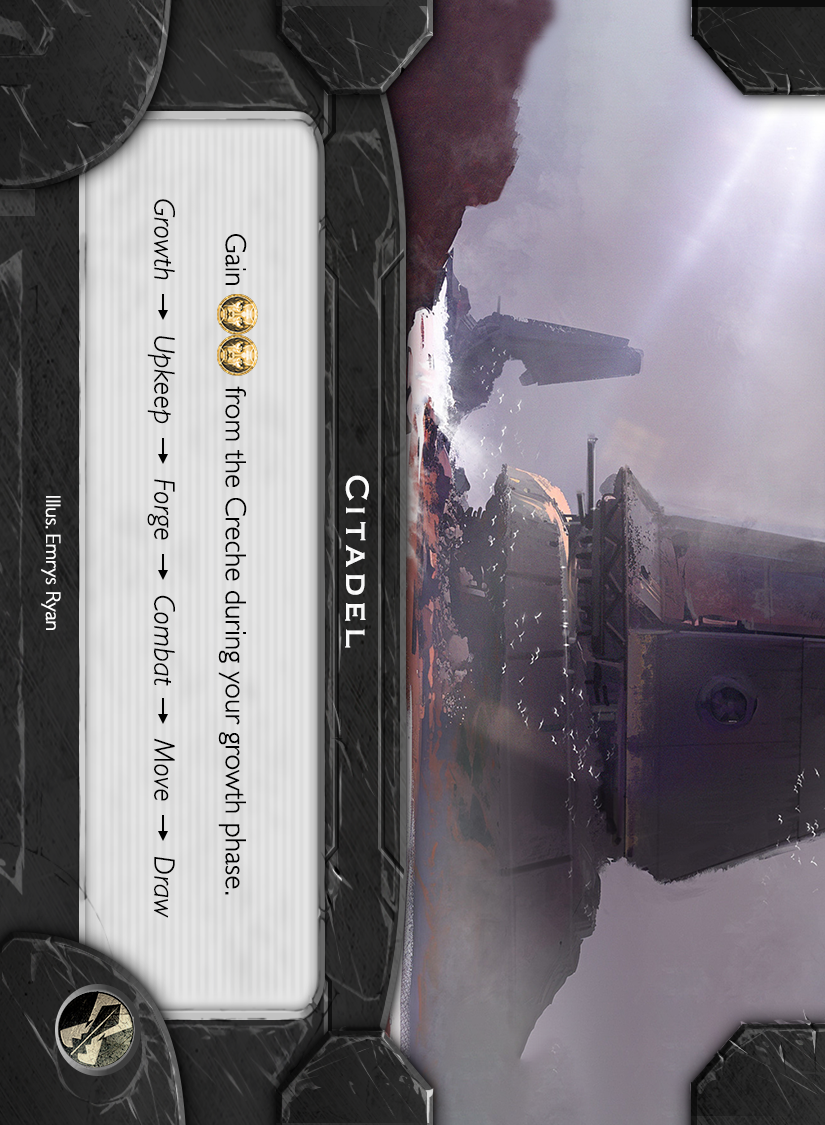 CITADEL
Gain from the Creche during your growth phase.
Growth → Upkeep → Forge → Combat → Move → Draw
Illus. Emrys Ryan